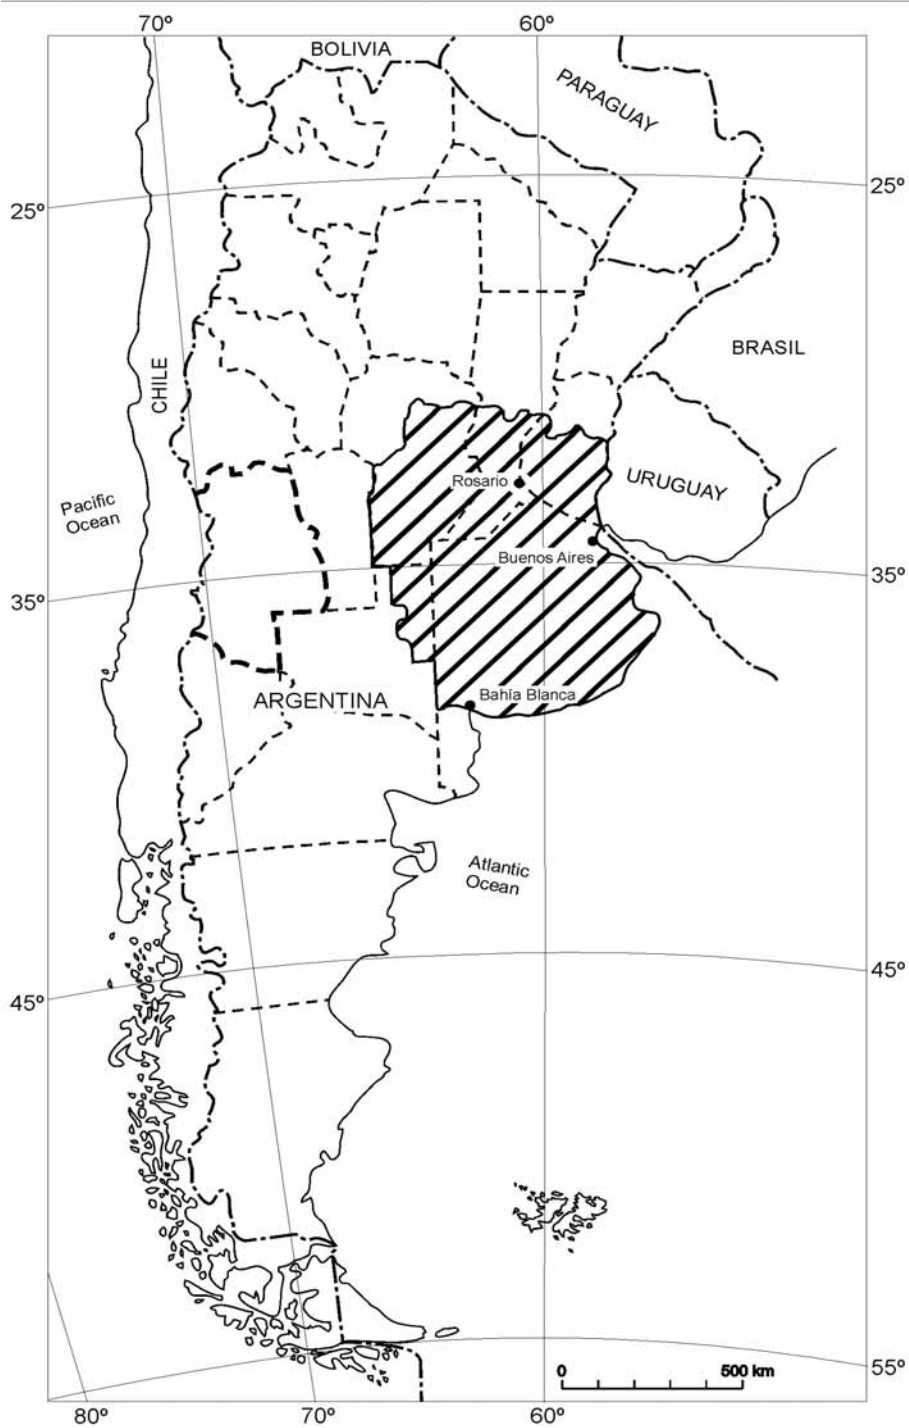 70º 60º
BOLIVIA
PARAGUAY
25º 25º
BRASIL
CHILE
Rosario
URUGUAY
Pacific
Ocean
Buenos Aires
35º 35º
Bahía Blanca
ARGENTINA
Atlantic
Ocean
45º 45º
0 500 km
55º
80º 70º 60º